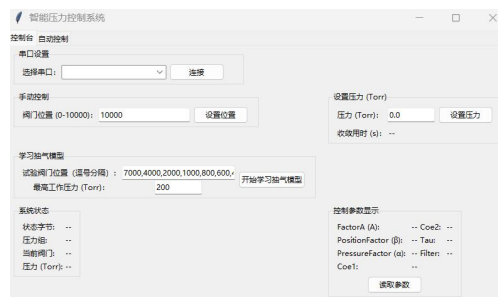 智能压力控制系统
控制台 自动控制
串口设置
选择串口： 连接
手动控制
阀门位置 (0-10000)： 10000 设置位置
设置压力 (Torr)
压力 (Torr)： 0.0 设置压力
收敛用时 (s)： --
学习抽气模型
试验阀门位置（逗号分隔）： 7000,4000,2000,1000,800,600, 开始学习抽气模型
最高工作压力 (Torr)： 200
系统状态
状态字节： --
压力组： --
当前阀门： --
压力 (Torr): --
控制参数显示
FactorA (A): -- Coe2: --
PositionFactor (β): -- Tau: --
PressureFactor (α): -- Filter: --
Coe1: --
读取参数